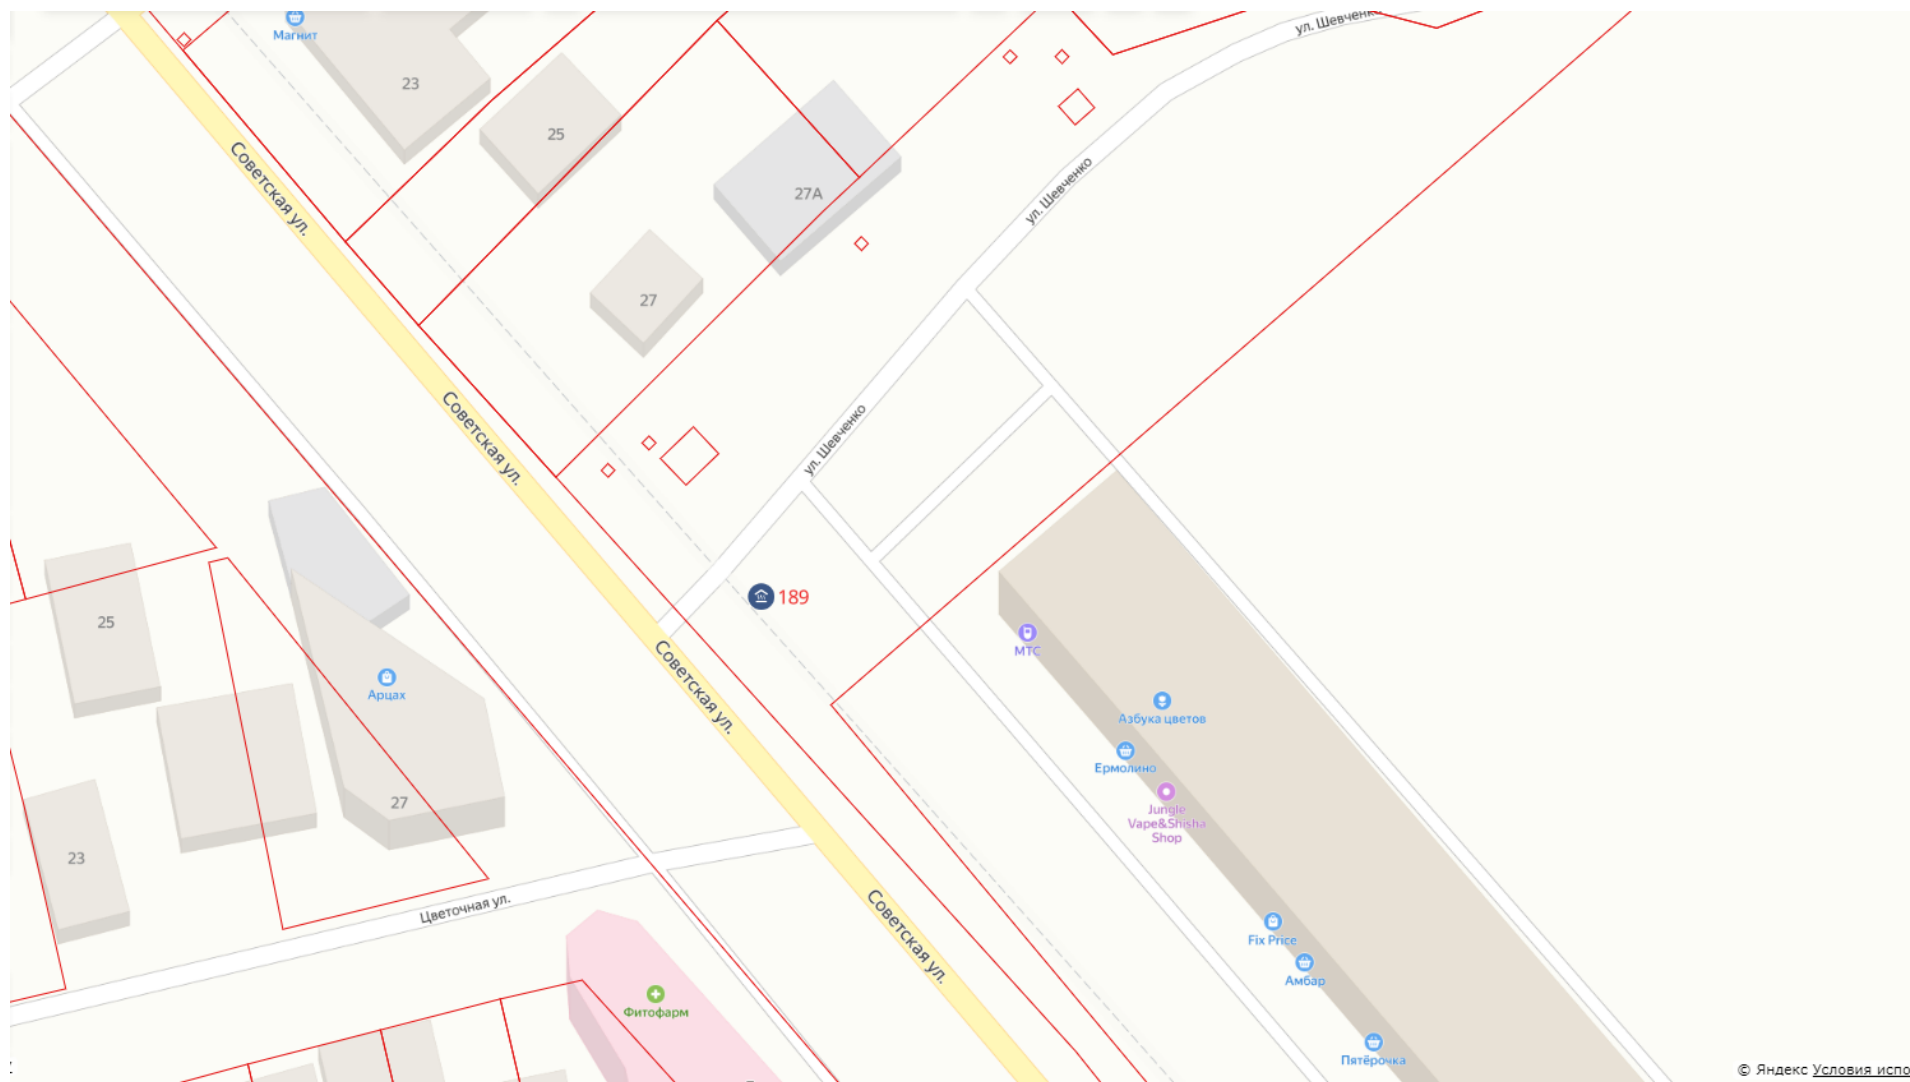 Магнит
ул. Шевченко
23
25
27А
ул. Шевченко
Советская ул.
27
Советская ул.
ул. Шевченко
189
25
МТС
Советская ул.
Арцах
Азбука цветов
Ермолино
27
Jungle
Vape&Shisha
Shop
23
Цветочная ул.
Советская ул.
Fix Price
Амбар
Фитофарм
Пятёрочка
© Яндекс Условия испо